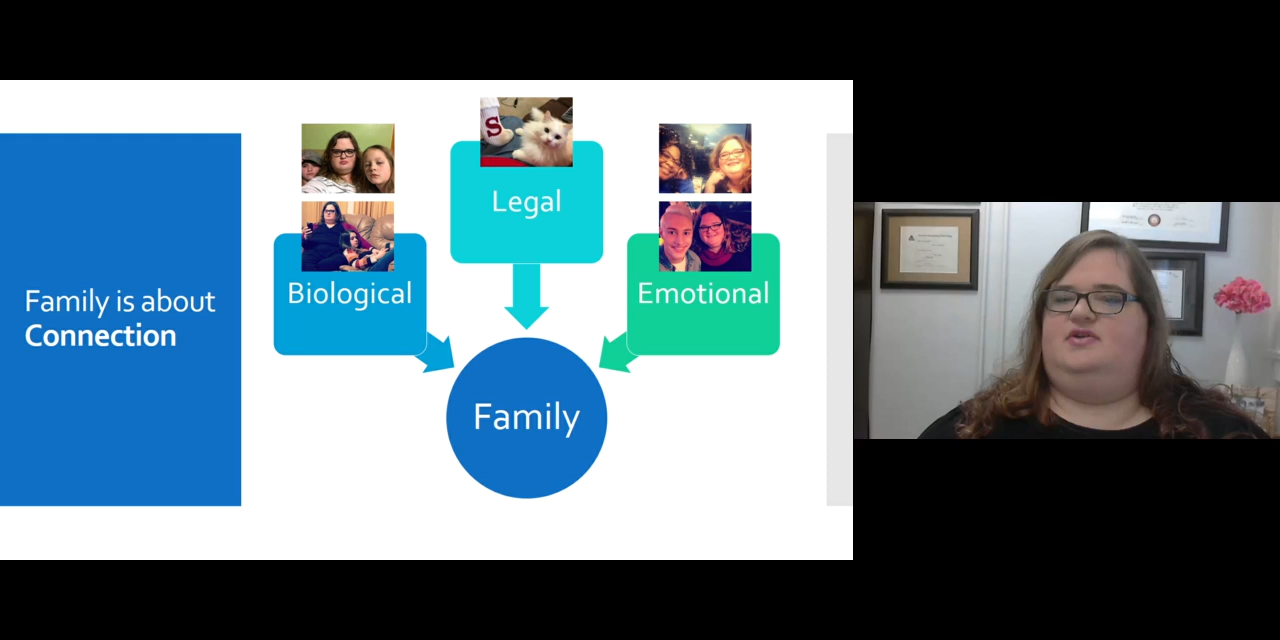 Family is about
Connection
S
Legal
Biological
Emotional
Family